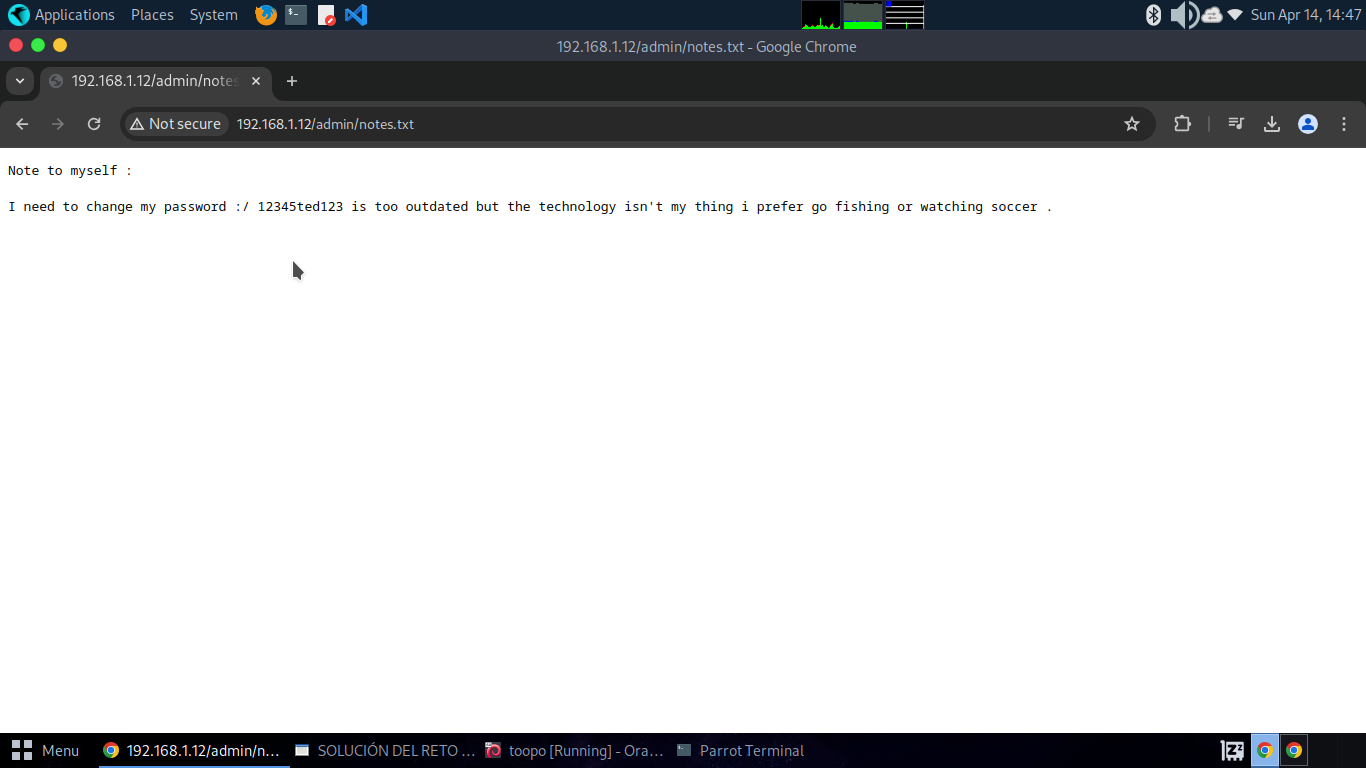 Applications Places System Sun Apr 14, 14:47
192.168.1.12/admin/notes.txt - Google Chrome
192.168.1.12/admin/notes
Not secure 192.168.1.12/admin/notes.txt
Note to myself :
I need to change my password :/ 12345ted123 is too outdated but the technology isn't my thing i prefer go fishing or watching soccer .
Menu 192.168.1.12/admin/n... SOLUCIÓN DEL RETO ... toopo [Running] - Ora... Parrot Terminal